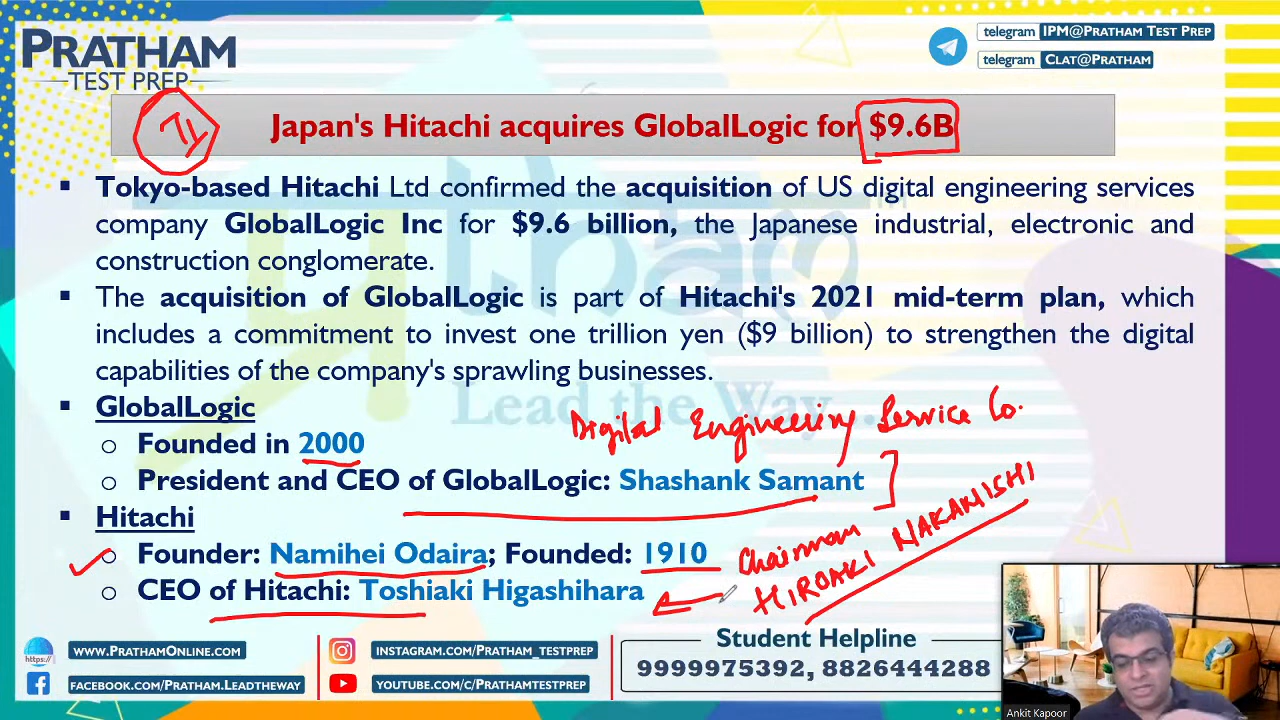 PRATHAM
TEST PREP
telegram IPM@PRATHAM TEST PREP
telegram CLAT@PRATHAM
Japan's Hitachi acquires GlobalLogic for $9.6B
▪ Tokyo-based Hitachi Ltd confirmed the acquisition of US digital engineering services
company GlobalLogic Inc for $9.6 billion, the Japanese industrial, electronic and
construction conglomerate.
▪ The acquisition of GlobalLogic is part of Hitachi's 2021 mid-term plan, which
includes a commitment to invest one trillion yen ($9 billion) to strengthen the digital
capabilities of the company's sprawling businesses.
Lead the Way...
▪ GlobalLogic
Digital Engineering Service Co.
o Founded in 2000
o President and CEO of GlobalLogic: Shashank Samant
▪ Hitachi
o Founder: Namihei Odaira; Founded: 1910
Chairman
HIROAKI NAKANISHI
o CEO of Hitachi: Toshiaki Higashihara
https://
WWW.PRATHAMONLINE.COM
FACEBOOK.COM/PRATHAM.LEADTHEWAY
INSTAGRAM.COM/PRATHAM_TESTPREP
YOUTUBE.COM/C/PRATHAMTESTPREP
Student Helpline
9999975392, 8826444288
Ankit Kapoor